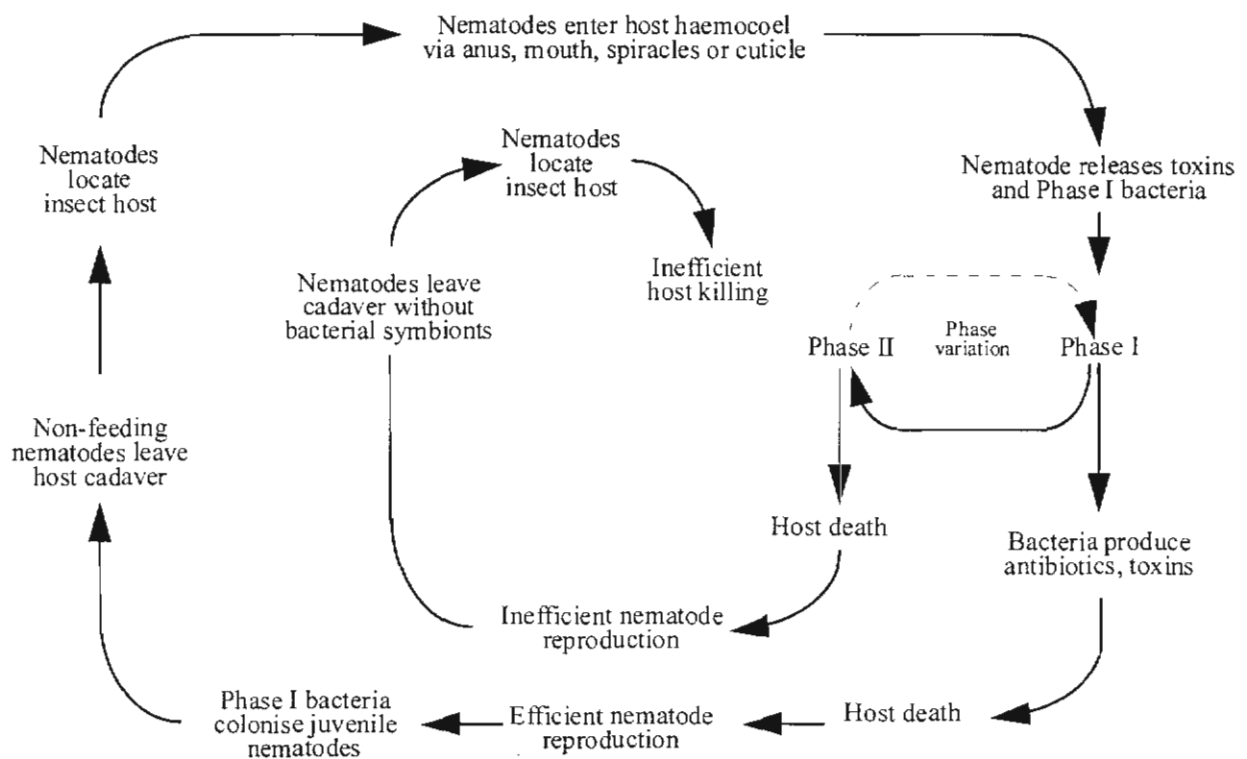 Nematodes enter host haemocoel
via anus, mouth, spiracles or cuticle
Nematodes
locate
insect host
Nematodes
locate
insect host
Nematode releases toxins
and Phase I bacteria
Nematodes leave
cadaver without
bacterial symbionts
Inefficient
host killing
Phase II
Phase
variation
Phase I
Non-feeding
nematodes leave
host cadaver
Host death
Bacteria produce
antibiotics, toxins
Inefficient nematode
reproduction
Phase I bacteria
colonise juvenile
nematodes
Efficient nematode
reproduction
Host death